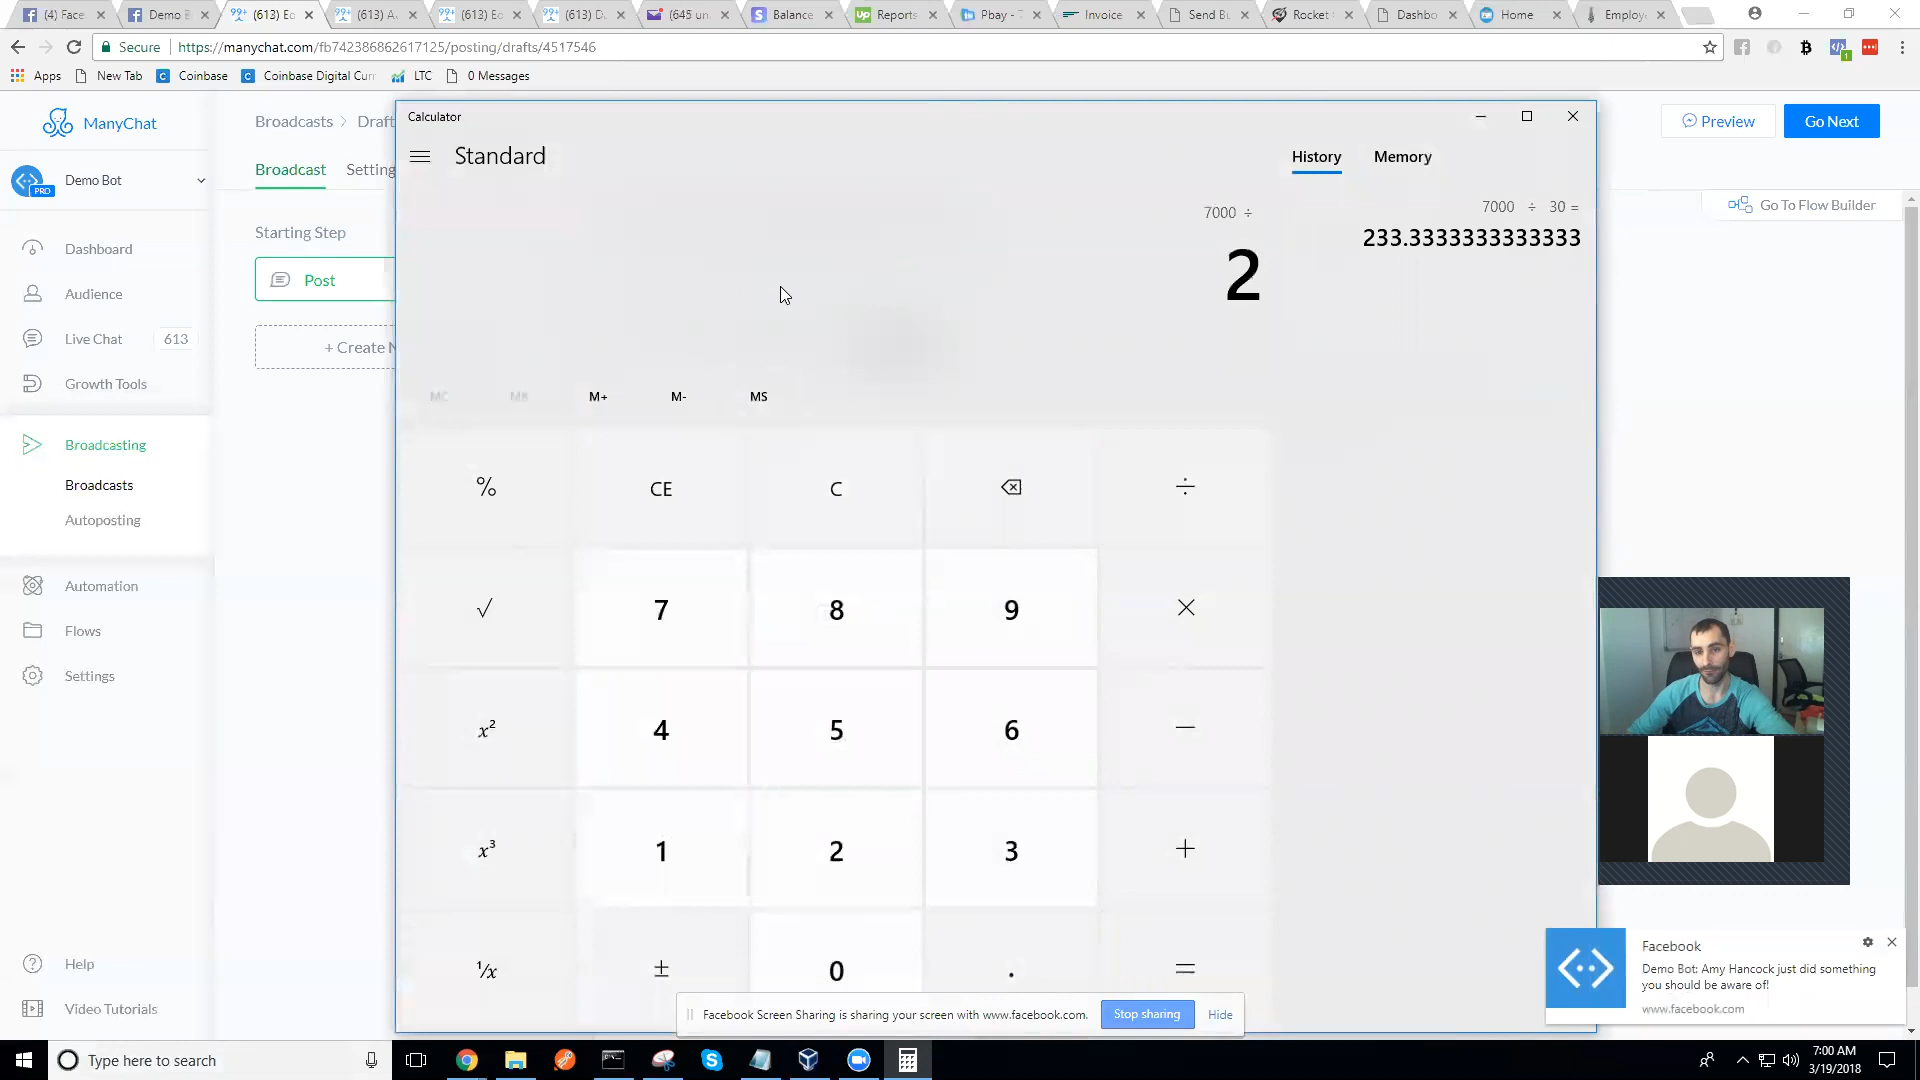 (4) Face
Demo B
(613) Ec
(613) A
(613) Ec
(613) D
(645 un
Balance
Reports
Pbay - T
Invoice
Send Bu
Rocket
Dashbo
Home
Employ
Secure
https://manychat.com/fb742386862617125/posting/drafts/4517546
Apps
New Tab
Coinbase
Coinbase Digital Curr
LTC
0 Messages
ManyChat
Broadcasts > Draft
Preview
Go Next
PRO
Demo Bot
Broadcast
Setting
Go To Flow Builder
Starting Step
Post
+ Create N
Dashboard
Audience
Live Chat
613
Growth Tools
Broadcasting
Broadcasts
Autoposting
Automation
Flows
Settings
Help
Video Tutorials
Calculator
Standard
History
Memory
7000 ÷
2
7000 ÷ 30 =
233.3333333333333
MC
MR
M+
M-
MS
%
CE
C
÷
√
7
8
9
×
x²
4
5
6
−
x³
1
2
3
+
¹/x
±
0
.
=
Facebook Screen Sharing is sharing your screen with www.facebook.com.
Stop sharing
Hide
Facebook
Demo Bot: Amy Hancock just did something
you should be aware of!
www.facebook.com
Type here to search
7:00 AM
3/19/2018